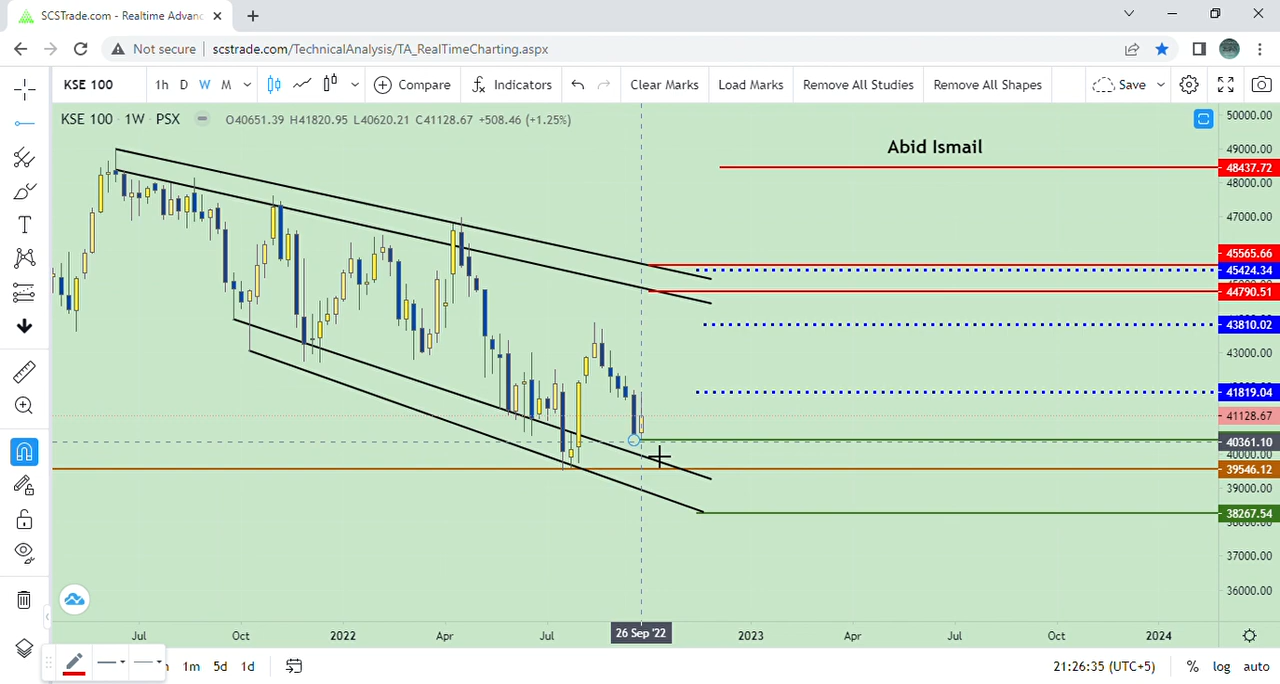 SCSTrade.com - Realtime Advanc
Not secure scstrade.com/TechnicalAnalysis/TA_RealTimeCharting.aspx
KSE 100 1h D W M Compare Indicators Clear Marks Load Marks Remove All Studies Remove All Shapes Save
KSE 100 · 1W · PSX O40651.39 H41820.95 L40620.21 C41128.67 +508.46 (+1.25%)
Abid Ismail
50000.00
49000.00
48437.72
48000.00
47000.00
45565.66
45424.34
44790.51
43810.02
43000.00
41819.04
41128.67
40361.10
40000.00
39546.12
39000.00
38267.54
37000.00
36000.00
Jul Oct 2022 Apr Jul 26 Sep '22 2023 Apr Jul Oct 2024
1m 5d 1d 21:26:35 (UTC+5) % log auto